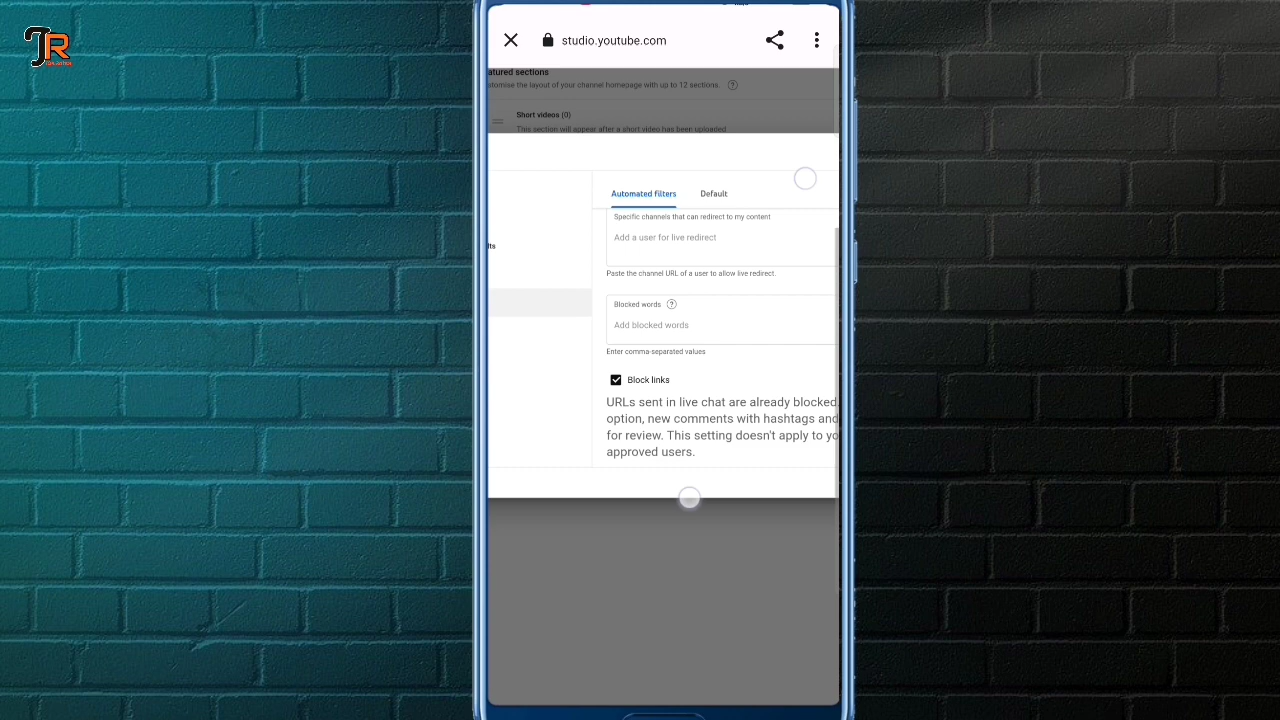 JR
studio.youtube.com
atured sections
tomise the layout of your channel homepage with up to 12 sections.
Short videos (0)
This section will appear after a short video has been uploaded
Automated filters Default
Specific channels that can redirect to my content
lts
Add a user for live redirect
Paste the channel URL of a user to allow live redirect.
Blocked words ?
Add blocked words
Enter comma-separated values
Block links
URLs sent in live chat are already blocked.
option, new comments with hashtags and
for review. This setting doesn't apply to yo
approved users.